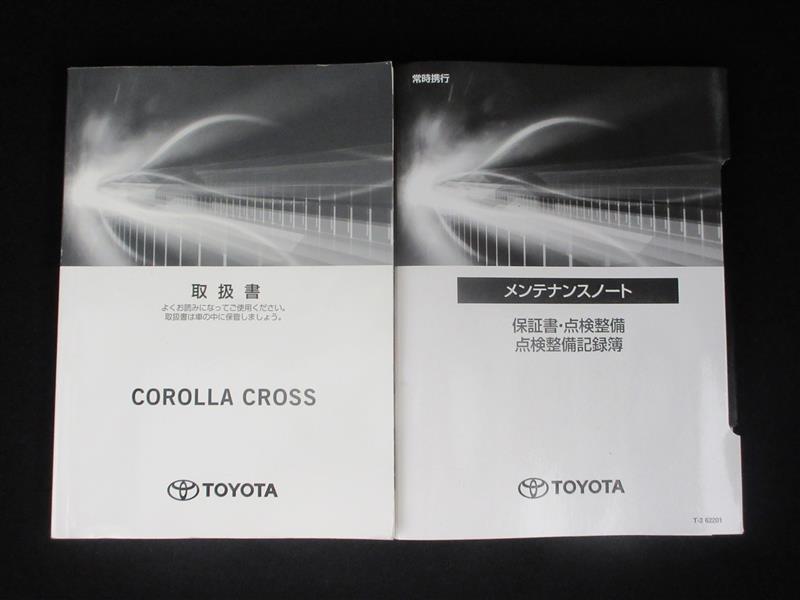 取扱書
よくお読みになってご使用ください。
取扱書は車の中に保管しましょう。
COROLLA CROSS
TOYOTA
常時携行
メンテナンスノート
保証書・点検整備
点検整備記録簿
TOYOTA
T-3 62201